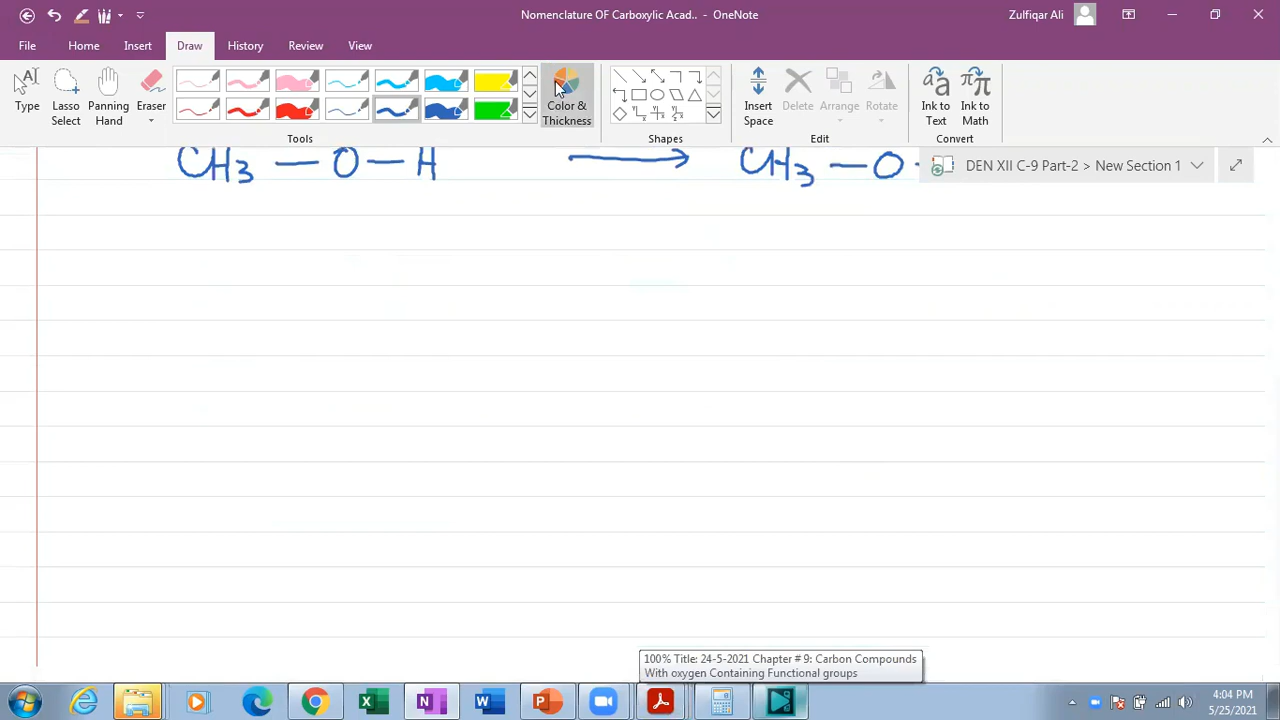 Nomenclature OF Carboxylic Acad.. - OneNote
Zulfiqar Ali
File Home Insert Draw History Review View
Type
Lasso Select
Panning Hand
Eraser
Color & Thickness
Insert Space
Delete
Arrange
Rotate
Ink to Text
Ink to Math
Tools
Shapes
Edit
Convert
CH3 — O — H → CH3 — O -
DEN XII C-9 Part-2 > New Section 1
100% Title: 24-5-2021 Chapter # 9: Carbon Compounds
With oxygen Containing Functional groups
4:04 PM
5/25/2021